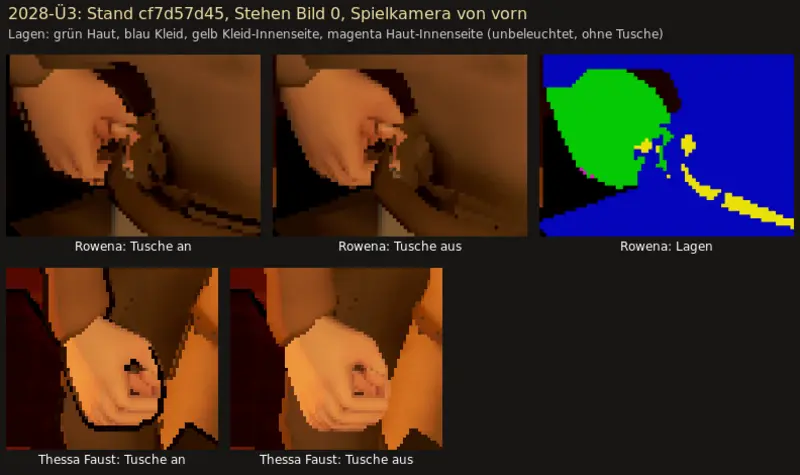 2028-Ü3: Stand cf7d57d45, Stehen Bild 0, Spielkamera von vorn
Lagen: grün Haut, blau Kleid, gelb Kleid-Innenseite, magenta Haut-Innenseite (unbeleuchtet, ohne Tusche)
Rowena: Tusche an
Rowena: Tusche aus
Rowena: Lagen
Thessa Faust: Tusche an
Thessa Faust: Tusche aus